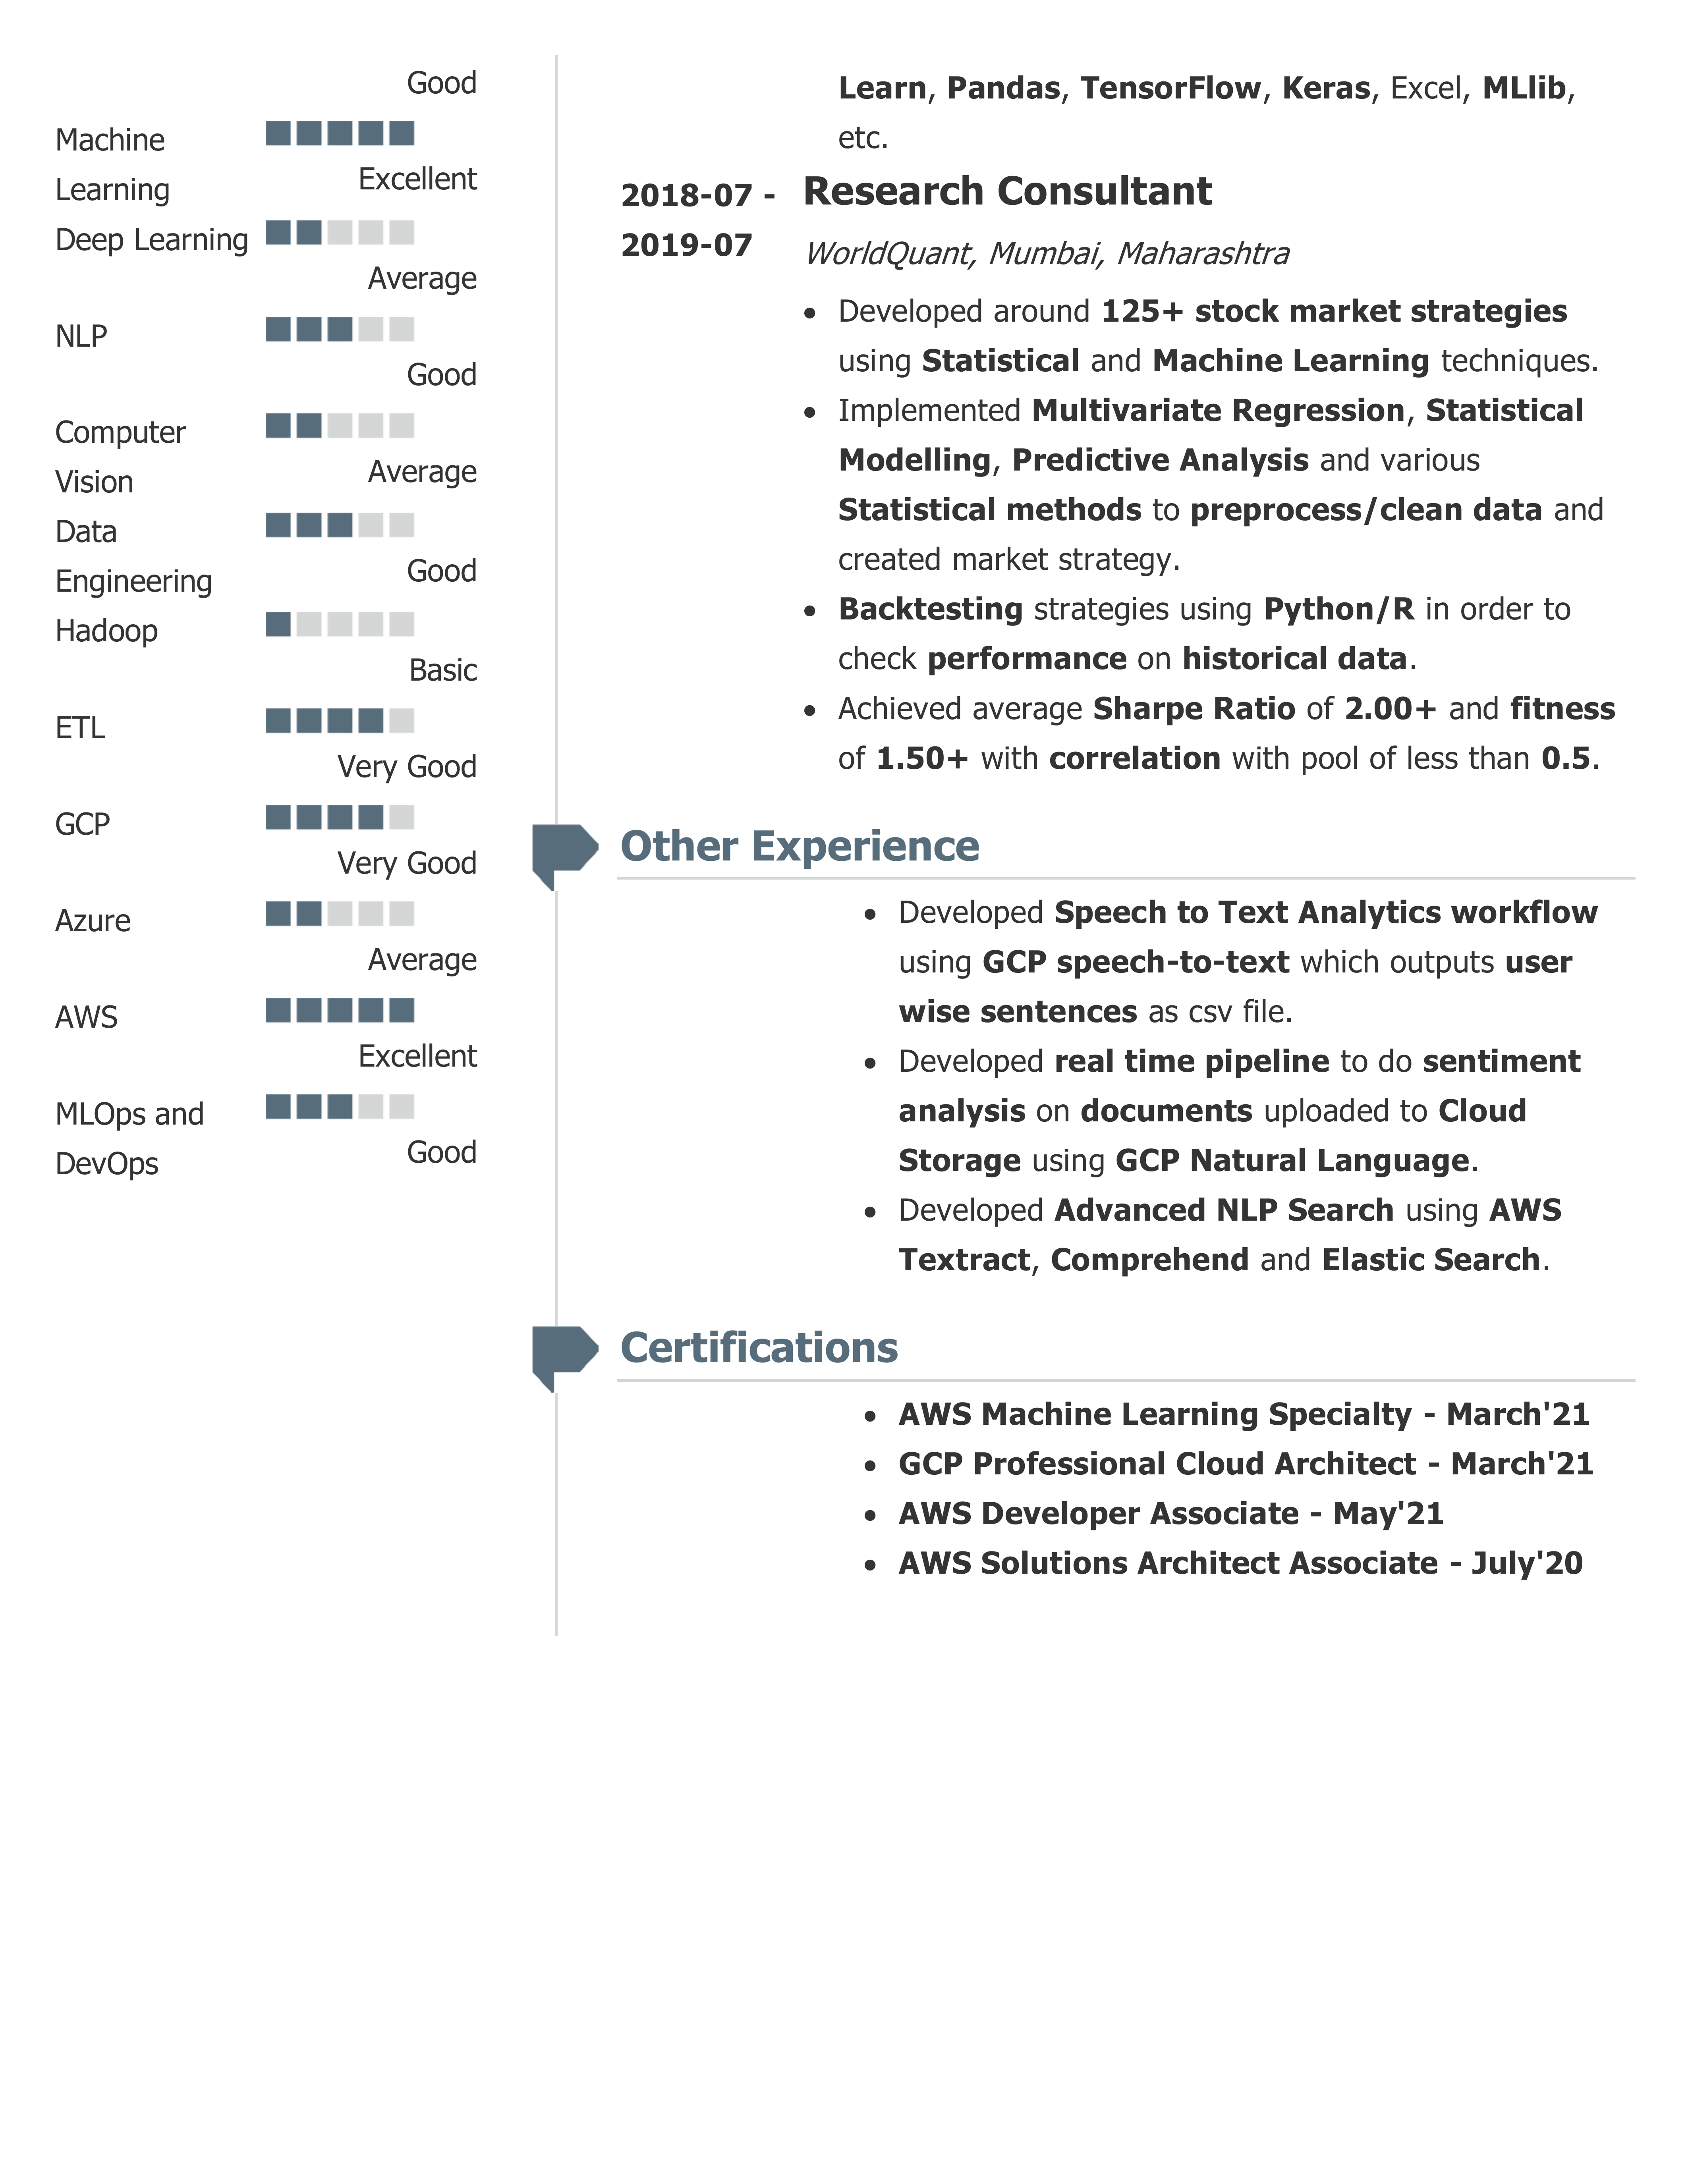 Good
Machine
Learning
Excellent
Deep Learning
Average
NLP
Good
Computer
Vision
Average
Data
Engineering
Good
Hadoop
Basic
ETL
Very Good
GCP
Very Good
Azure
Average
AWS
Excellent
MLOps and
DevOps
Good
Learn, Pandas, TensorFlow, Keras, Excel, MLlib,
etc.
2018-07 -
2019-07
Research Consultant
WorldQuant, Mumbai, Maharashtra
• Developed around 125+ stock market strategies
using Statistical and Machine Learning techniques.
• Implemented Multivariate Regression, Statistical
Modelling, Predictive Analysis and various
Statistical methods to preprocess/clean data and
created market strategy.
• Backtesting strategies using Python/R in order to
check performance on historical data.
• Achieved average Sharpe Ratio of 2.00+ and fitness
of 1.50+ with correlation with pool of less than 0.5.
Other Experience
• Developed Speech to Text Analytics workflow
using GCP speech-to-text which outputs user
wise sentences as csv file.
• Developed real time pipeline to do sentiment
analysis on documents uploaded to Cloud
Storage using GCP Natural Language.
• Developed Advanced NLP Search using AWS
Textract, Comprehend and Elastic Search.
Certifications
• AWS Machine Learning Specialty - March'21
• GCP Professional Cloud Architect - March'21
• AWS Developer Associate - May'21
• AWS Solutions Architect Associate - July'20